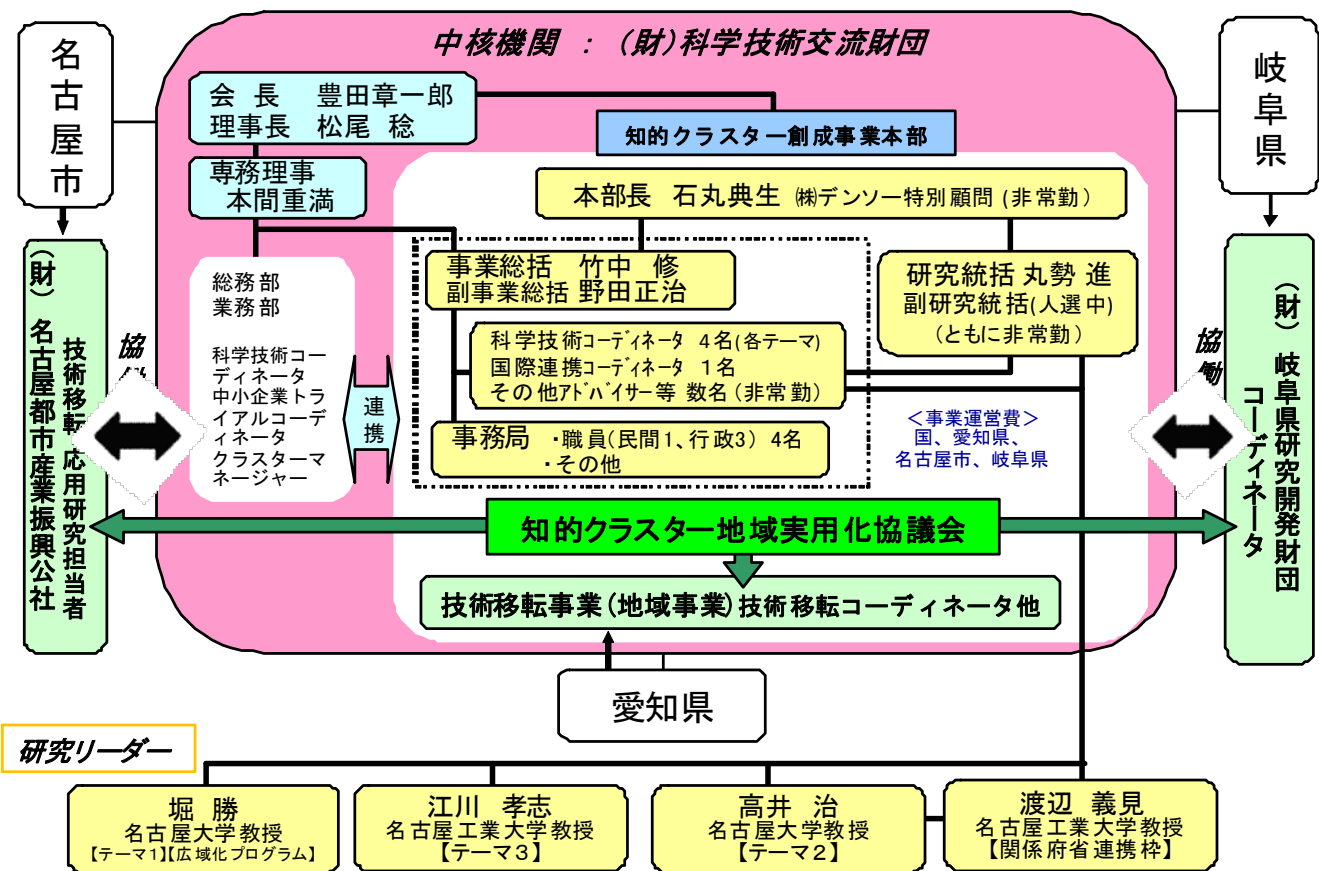 中核機関 : (財)科学技術交流財団
名古屋市
岐阜県
会 長 豊田章一郎
理事長 松尾 稔
知的クラスター創成事業本部
専務理事
本間重満
本部長 石丸典生 ㈱デンソー特別顧問 (非常勤)
総務部
業務部
科学技術コー
ディネータ
中小企業トラ
イアルコーデ
ィネータ
クラスターマ
ネージャー
連携
事業総括 竹中 修
副事業総括 野田正治
研究統括 丸勢 進
副研究統括(人選中)
(ともに非常勤)
科学技術コーディネータ 4名(各テーマ)
国際連携コーディネータ 1名
その他アドバイサー等 数名(非常勤)
事務局 ・職員(民間1、行政3) 4名
・その他
<事業運営費>
国、愛知県、
名古屋市、岐阜県
(財) 名古屋都市産業振興公社
技術移転 応用研究担当者
協
協働
(財) 岐阜県研究開発財団
コーディネータ
知的クラスター地域実用化協議会
技術移転事業(地域事業)技術移転コーディネータ他
愛知県
研究リーダー
堀 勝
名古屋大学教授
【テーマ1】【広域化プログラム】
江川 孝志
名古屋工業大学教授
【テーマ3】
高井 治
名古屋大学教授
【テーマ2】
渡辺 義見
名古屋工業大学教授
【関係府省連携枠】